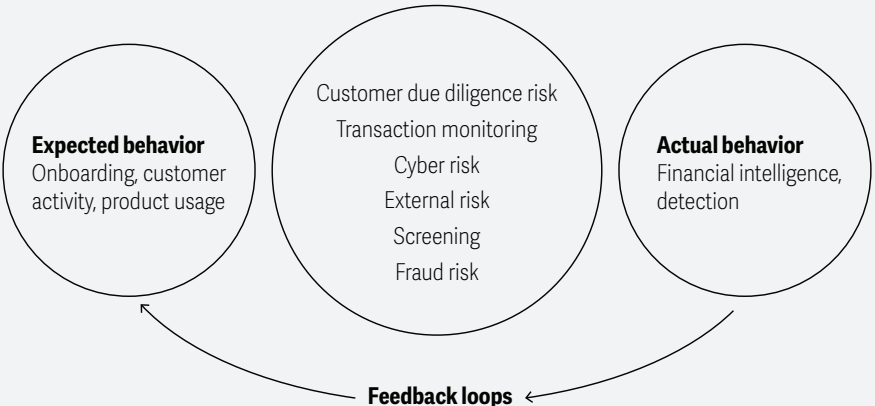 Expected behavior
Onboarding, customer
activity, product usage
Customer due diligence risk
Transaction monitoring
Cyber risk
External risk
Screening
Fraud risk
Actual behavior
Financial intelligence,
detection
Feedback loops